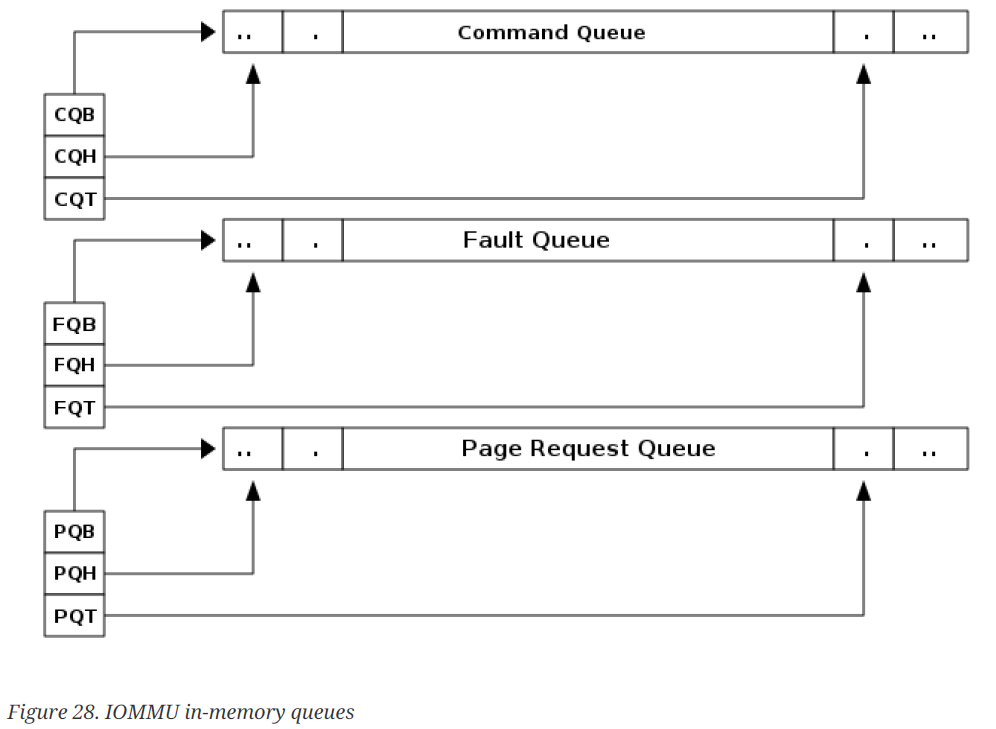 .. . Command Queue . ..
CQB
CQH
CQT
.. . Fault Queue . ..
FQB
FQH
FQT
.. . Page Request Queue . ..
PQB
PQH
PQT
Figure 28. IOMMU in-memory queues